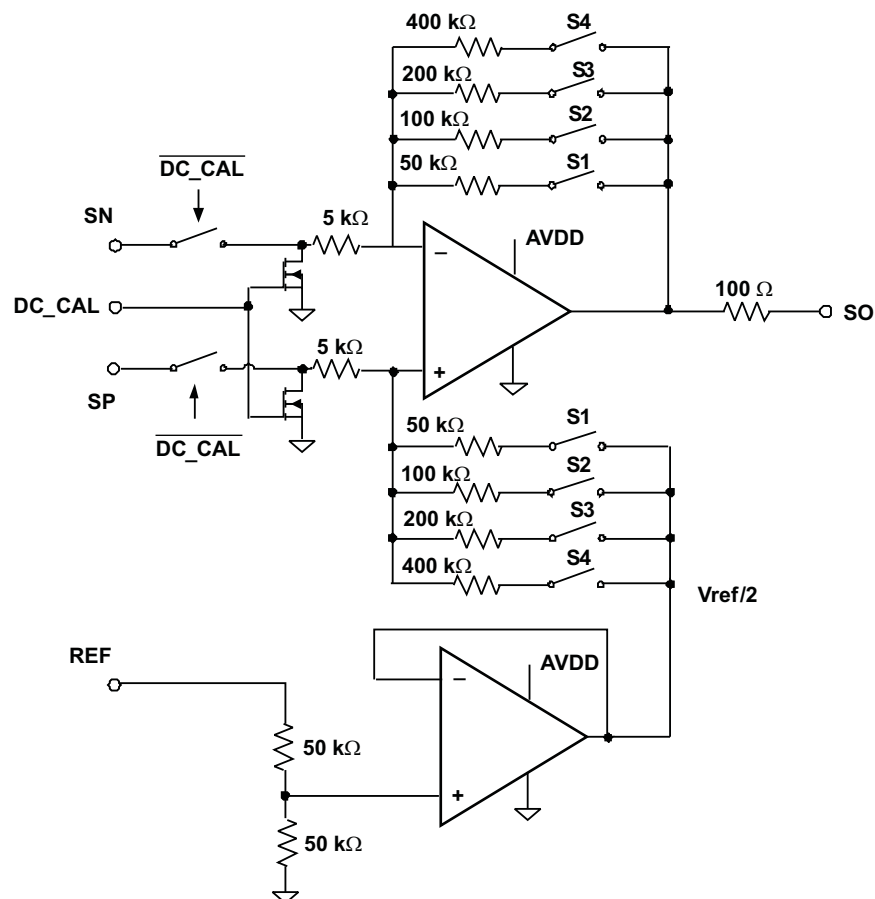 400 kΩ
S4
200 kΩ
S3
100 kΩ
S2
50 kΩ
S1
DC_CAL
SN
5 kΩ
AVDD
−
100 Ω
SO
DC_CAL
5 kΩ
+
SP
DC_CAL
50 kΩ
S1
100 kΩ
S2
200 kΩ
S3
400 kΩ
S4
Vref/2
REF
AVDD
−
50 kΩ
+
50 kΩ